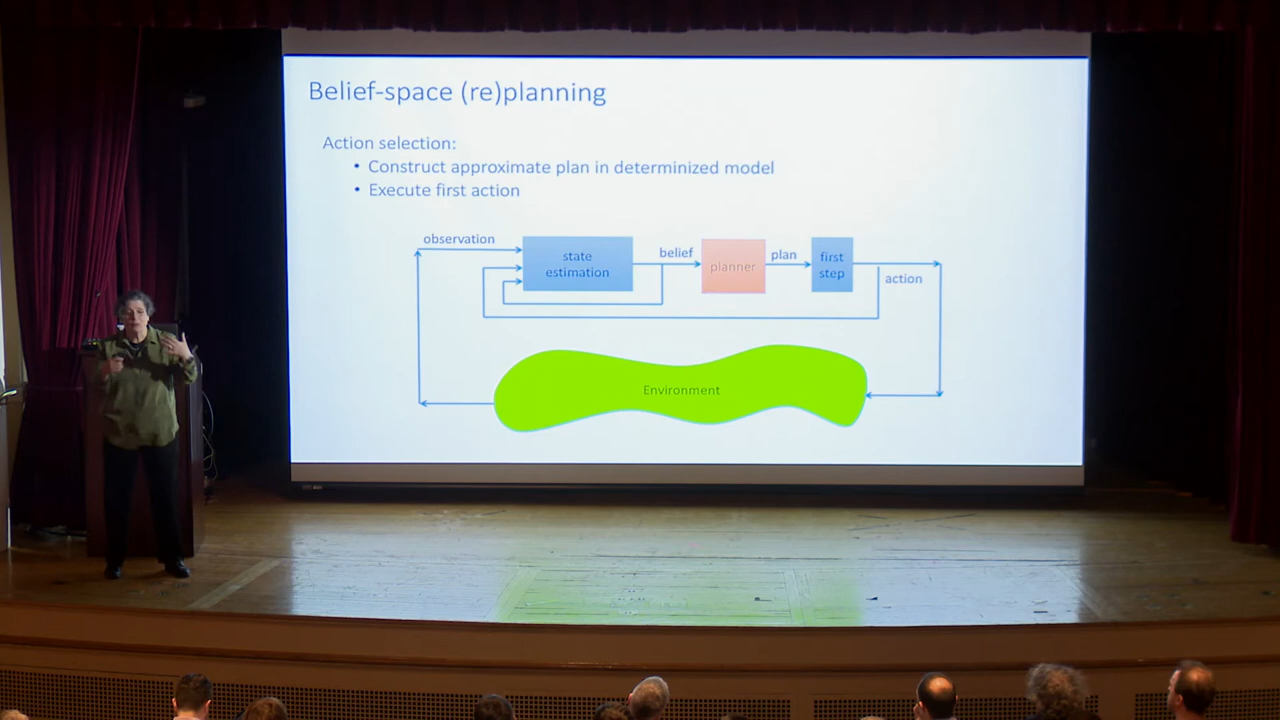 Belief-space (re)planning
Action selection:
• Construct approximate plan in determinized model
• Execute first action
observation
state
estimation
belief
planner
plan
first
step
action
Environment